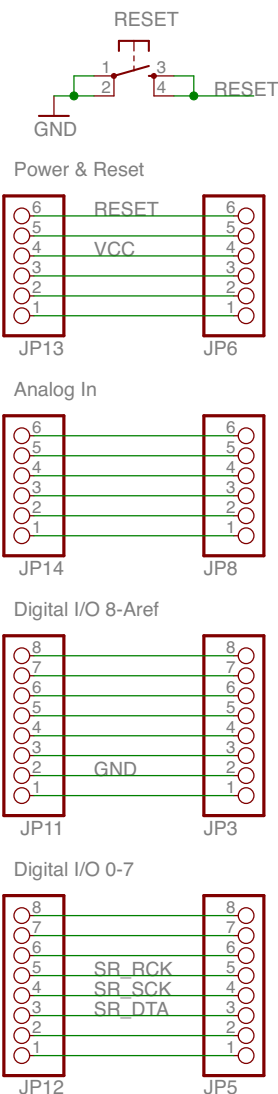 RESET
1 3
2 4 RESET
GND
Power & Reset
6 RESET 6
5 5
4 VCC 4
3 3
2 2
1 1
JP13 JP6
Analog In
6 6
5 5
4 4
3 3
2 2
1 1
JP14 JP8
Digital I/O 8-Aref
8 8
7 7
6 6
5 5
4 4
3 3
2 GND 2
1 1
JP11 JP3
Digital I/O 0-7
8 8
7 7
6 6
5 SR_RCK 5
4 SR_SCK 4
3 SR_DTA 3
2 2
1 1
JP12 JP5